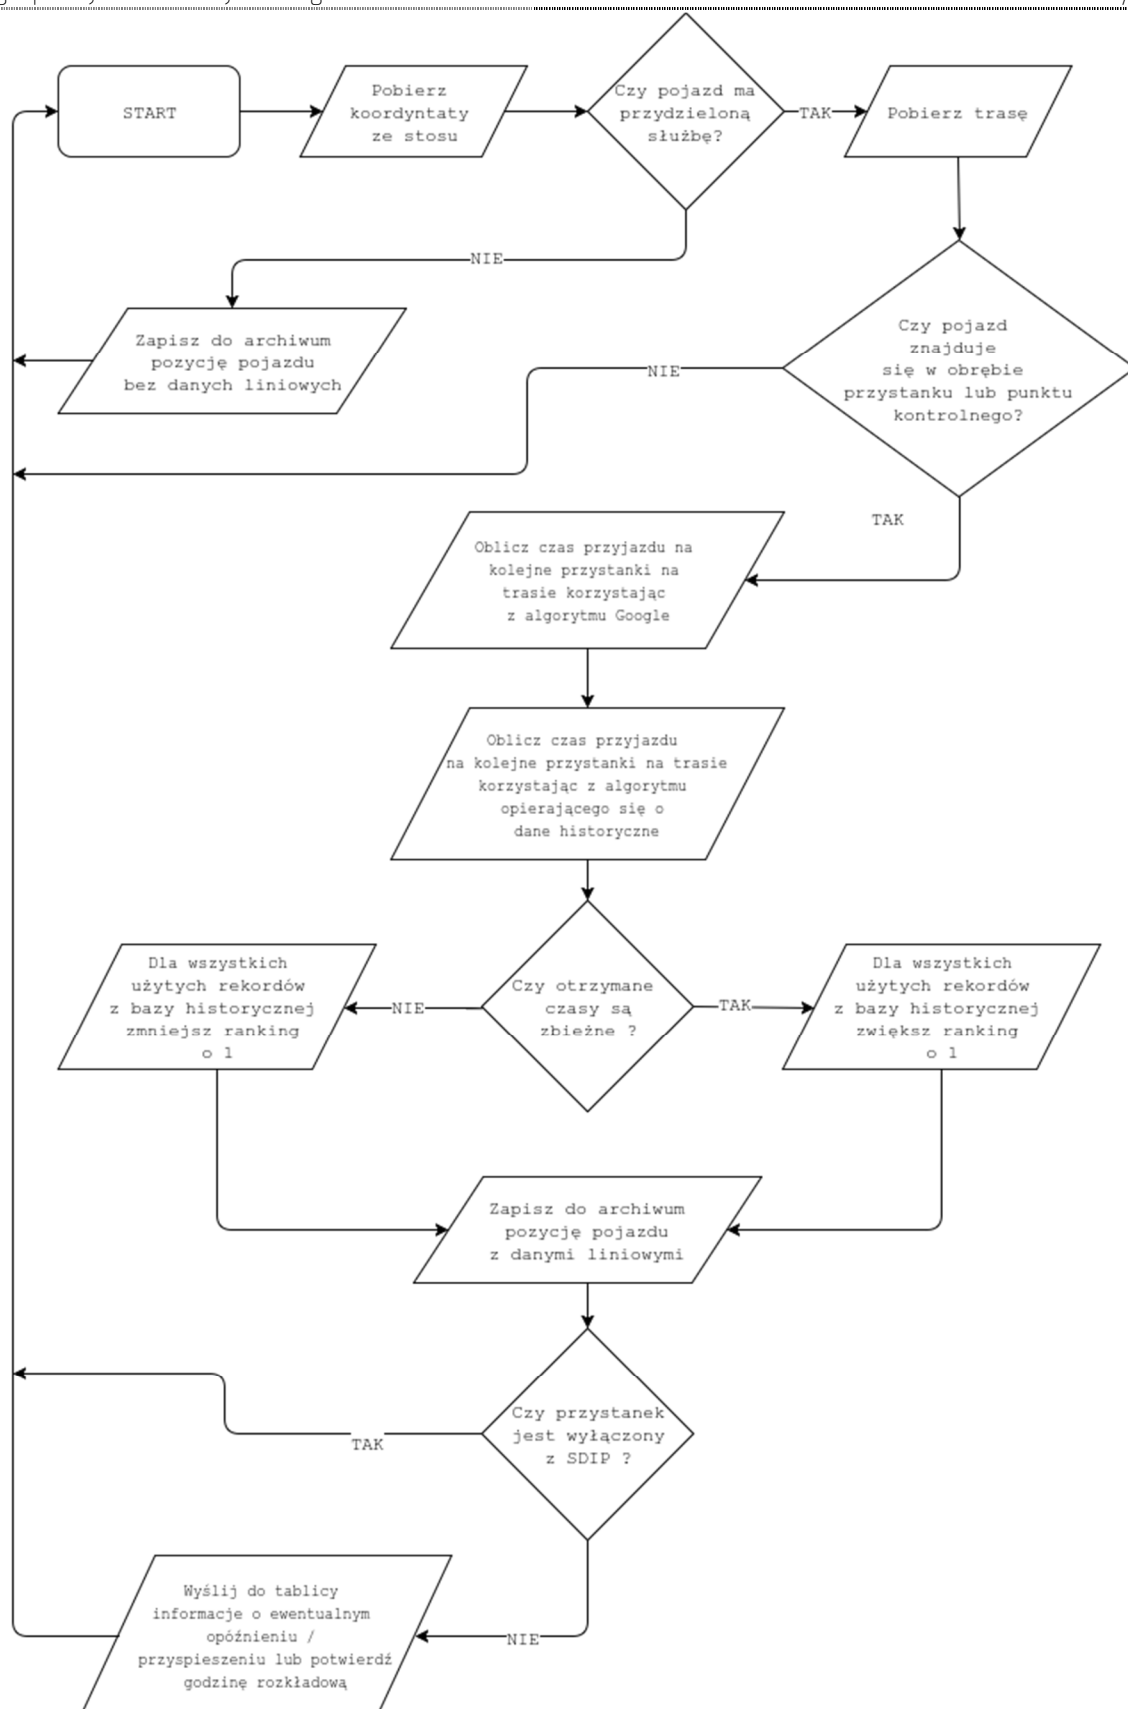 START
Pobierz
koordyntaty
ze stosu
Czy pojazd ma
przydzieloną
służbę?
TAK
Pobierz trasę
NIE
Zapisz do archiwum
pozycję pojazdu
bez danych liniowych
Czy pojazd
znajduje
się w obrębie
przystanku lub punktu
kontrolnego?
NIE
TAK
Oblicz czas przyjazdu na
kolejne przystanki na
trasie korzystając
z algorytmu Google
Oblicz czas przyjazdu
na kolejne przystanki na trasie
korzystając z algorytmu
opierającego się o
dane historyczne
Dla wszystkich
użytych rekordów
z bazy historycznej
zmniejsz ranking
o 1
NIE
Czy otrzymane
czasy są
zbieżne ?
TAK
Dla wszystkich
użytych rekordów
z bazy historycznej
zwiększ ranking
o 1
Zapisz do archiwum
pozycję pojazdu
z danymi liniowymi
Czy przystanek
jest wyłączony
z SDIP ?
TAK
NIE
Wyślij do tablicy
informacje o ewentualnym
opóźnieniu /
przyspieszeniu lub potwierdź
godzinę rozkładową